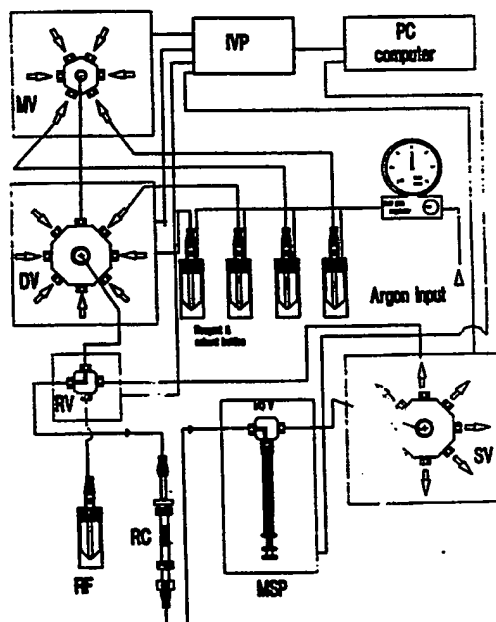 MV
IVP
PC
computer
DV
Argon input
Reagent &
solvent bottles
RV
SV
RF
RC
MSP